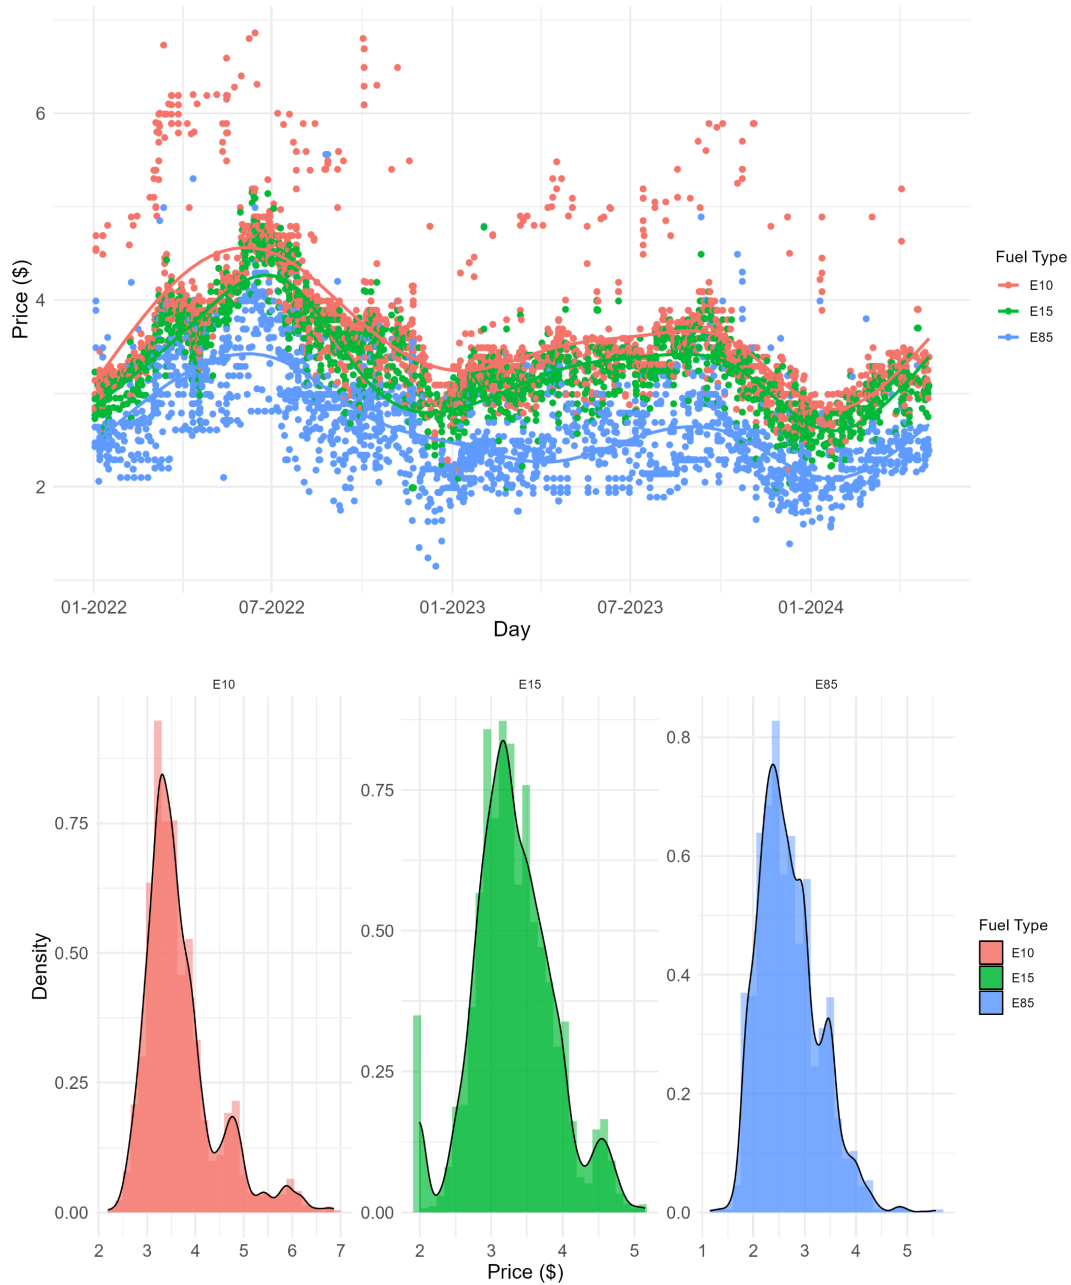 6
4
2
Price ($)
01-2022 07-2022 01-2023 07-2023 01-2024
Day
Fuel Type
E10
E15
E85
E10 E15 E85
0.75
0.50
0.25
0.00
Density
2 3 4 5 6 7
0.75
0.50
0.25
0.00
2 3 4 5
0.8
0.6
0.4
0.2
0.0
1 2 3 4 5
Price ($)
Fuel Type
E10
E15
E85